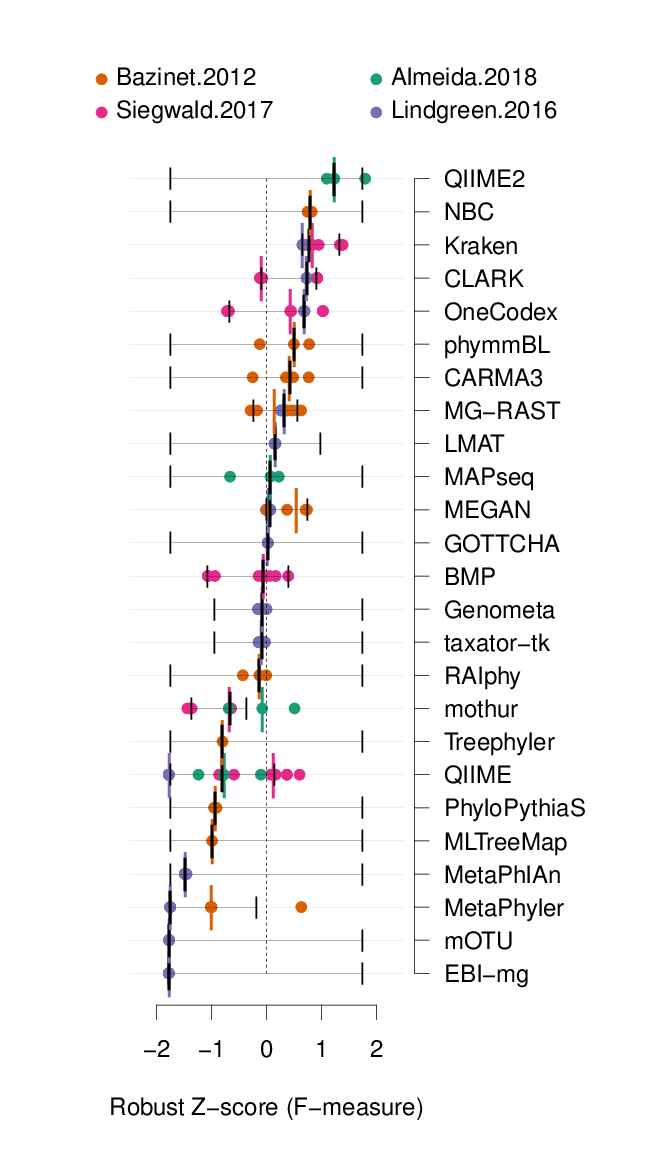 Bazinet.2012 Almeida.2018
Siegwald.2017 Lindgreen.2016
QIIME2
NBC
Kraken
CLARK
OneCodex
phymmBL
CARMA3
MG−RAST
LMAT
MAPseq
MEGAN
GOTTCHA
BMP
Genometa
taxator−tk
RAIphy
mothur
Treephyler
QIIME
PhyloPythiaS
MLTreeMap
MetaPhlAn
MetaPhyler
mOTU
EBI−mg
−2 −1 0 1 2
Robust Z−score (F−measure)